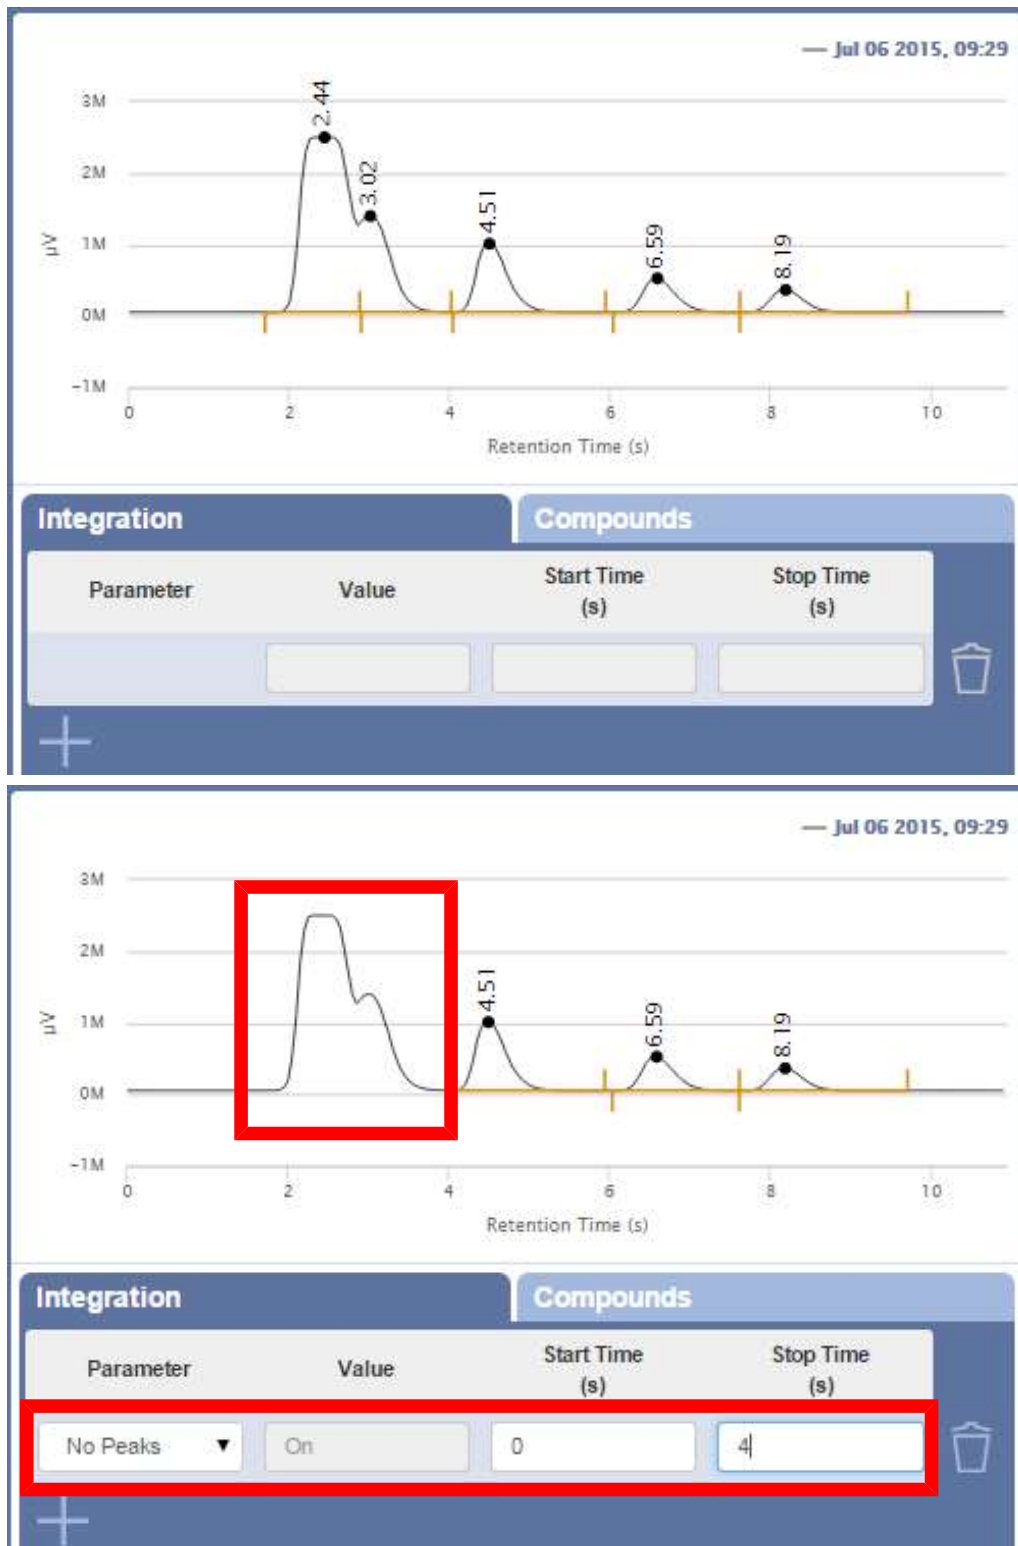 — Jul 06 2015, 09:29
3M
2M
1M
0M
-1M
µV
2.44
3.02
4.51
6.59
8.19
0 2 4 6 8 10
Retention Time (s)
Integration Compounds
Parameter Value Start Time (s) Stop Time (s)
— Jul 06 2015, 09:29
3M
2M
1M
0M
-1M
µV
4.51
6.59
8.19
0 2 4 6 8 10
Retention Time (s)
Integration Compounds
Parameter Value Start Time (s) Stop Time (s)
No Peaks On 0 4